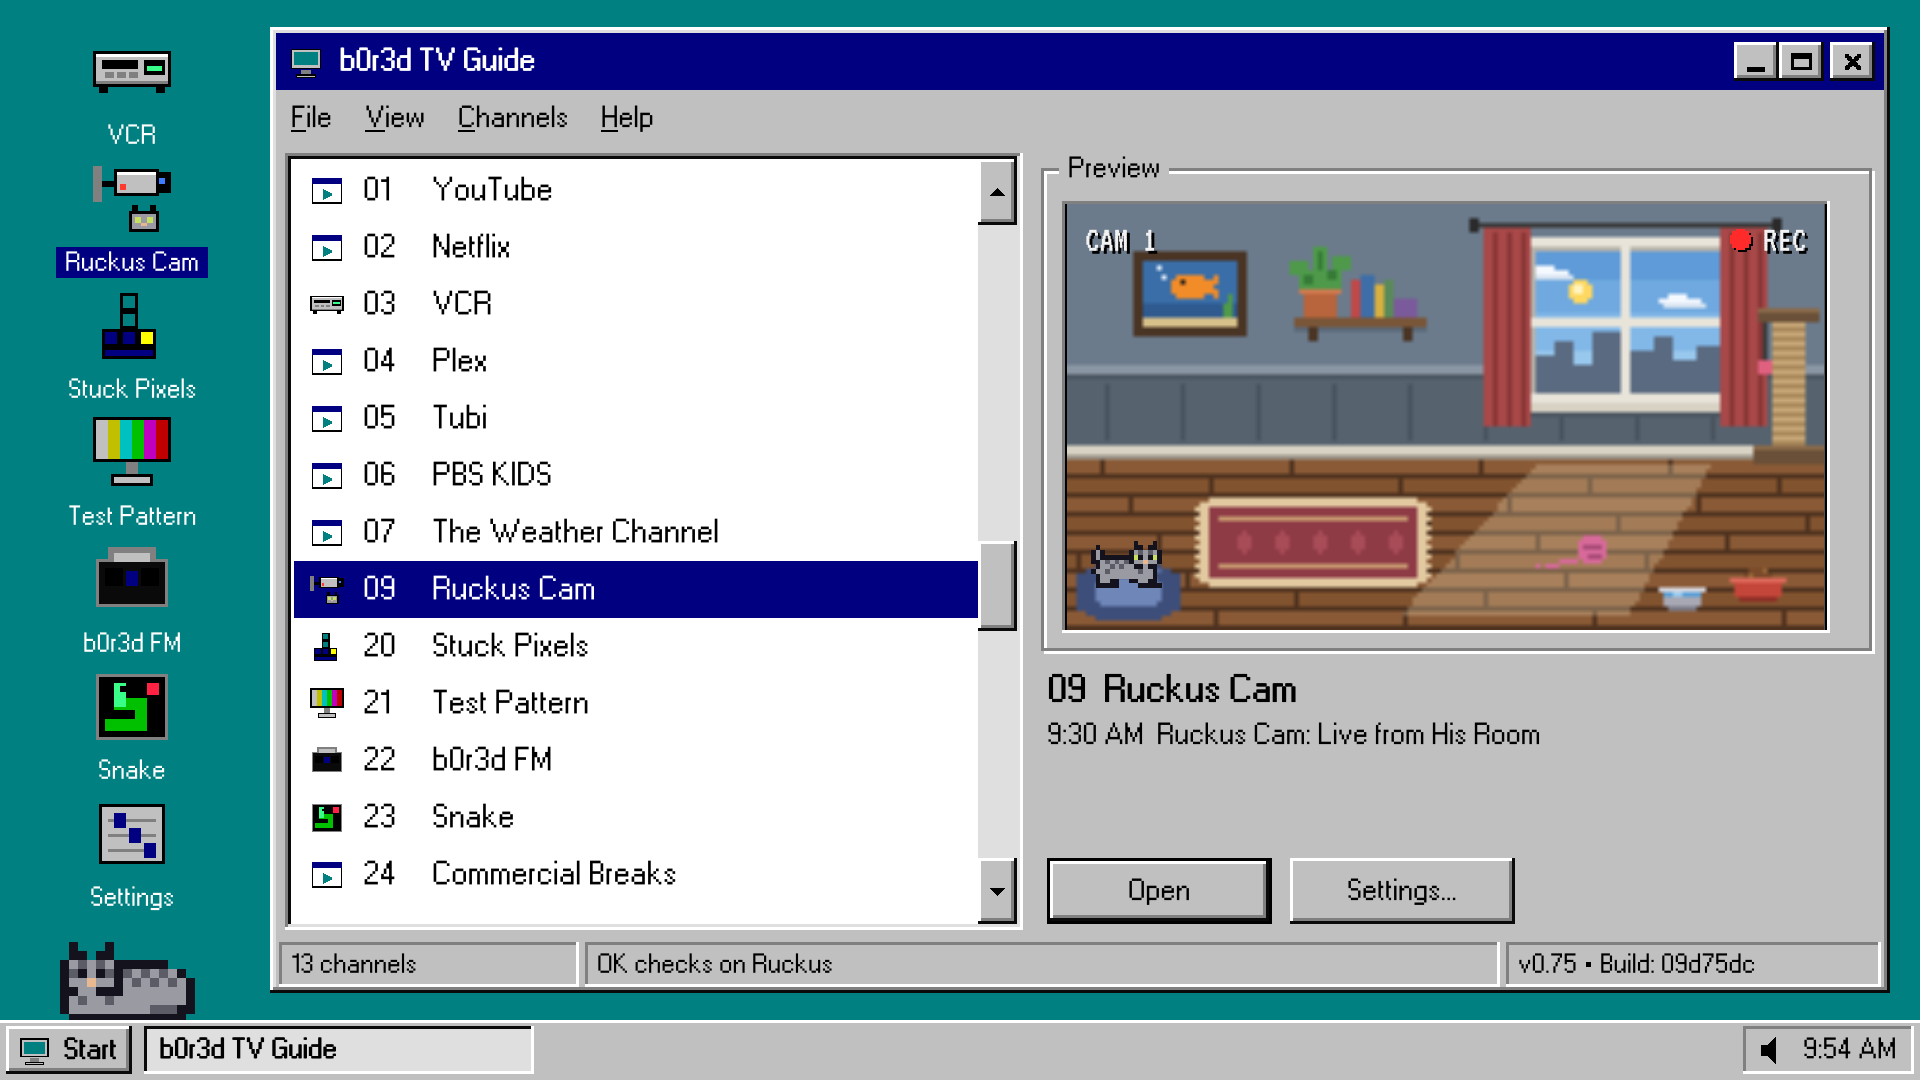 VCR
Ruckus Cam
Stuck Pixels
Test Pattern
b0r3d FM
Snake
Settings
b0r3d TV Guide
File View Channels Help
01 YouTube
02 Netflix
03 VCR
04 Plex
05 Tubi
06 PBS KIDS
07 The Weather Channel
09 Ruckus Cam
20 Stuck Pixels
21 Test Pattern
22 b0r3d FM
23 Snake
24 Commercial Breaks
Preview
CAM 1
REC
09 Ruckus Cam
9:30 AM Ruckus Cam: Live from His Room
Open
Settings...
13 channels
OK checks on Ruckus
v0.75 • Build: 09d75dc
Start
b0r3d TV Guide
9:54 AM